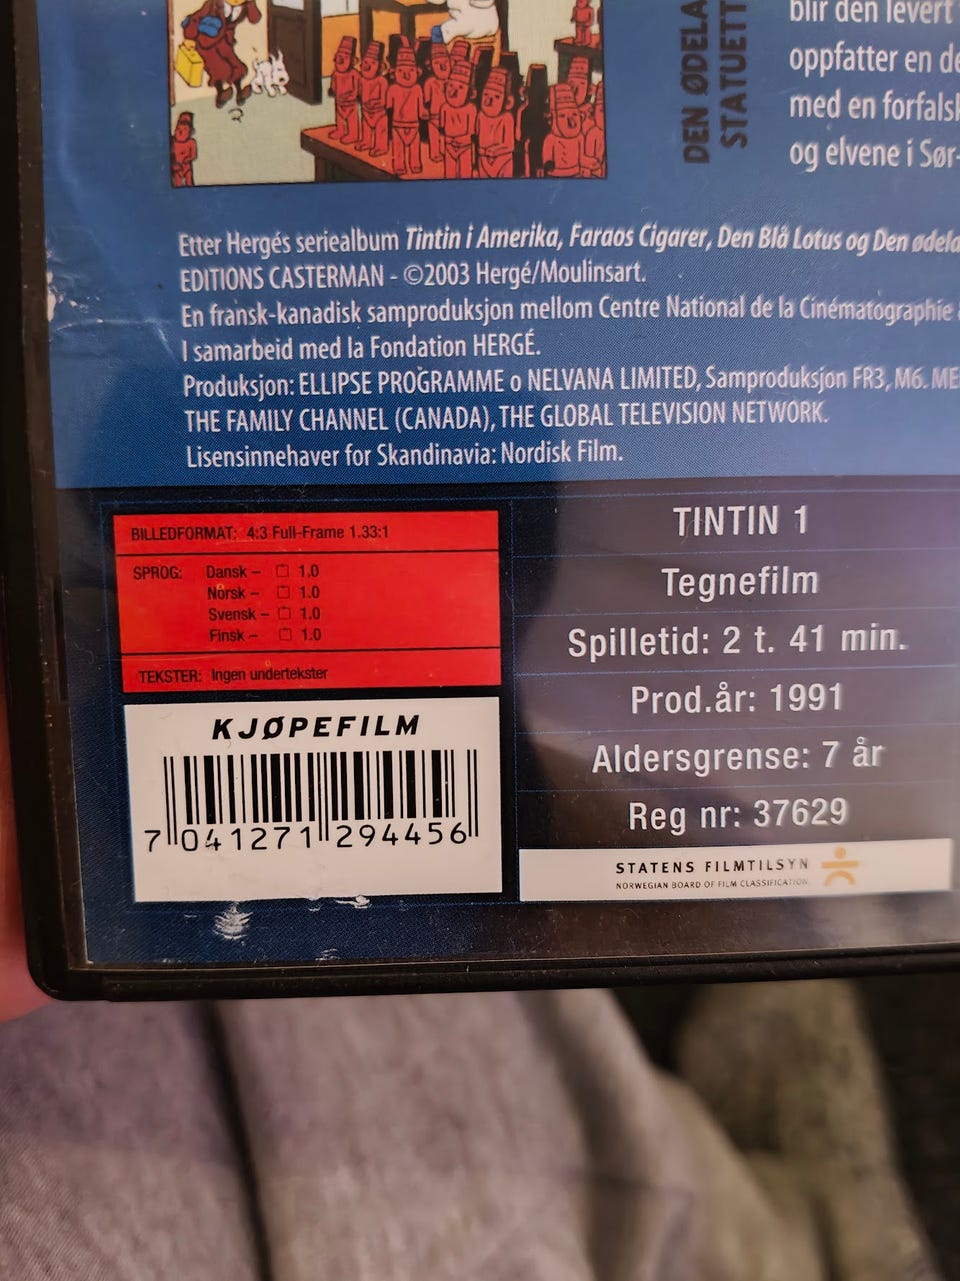 DEN ØDELA
STATUETT
blir den levert
oppfatter en de
med en forfalsk
og elvene i Sør-
Etter Hergés seriealbum Tintin i Amerika, Faraos Cigarer, Den Blå Lotus og Den ødela
EDITIONS CASTERMAN - ©2003 Hergé/Moulinsart.
En fransk-kanadisk samproduksjon mellom Centre National de la Cinématographie
I samarbeid med la Fondation HERGÉ.
Produksjon: ELLIPSE PROGRAMME o NELVANA LIMITED, Samproduksjon FR3, M6. ME
THE FAMILY CHANNEL (CANADA), THE GLOBAL TELEVISION NETWORK.
Lisensinnehaver for Skandinavia: Nordisk Film.
BILLEDFORMAT: 4:3 Full-Frame 1.33:1
SPROG: Dansk – 1.0
Norsk – 1.0
Svensk – 1.0
Finsk – 1.0
TEKSTER: Ingen undertekster
KJØPEFILM
7 041271 294456
TINTIN 1
Tegnefilm
Spilletid: 2 t. 41 min.
Prod.år: 1991
Aldersgrense: 7 år
Reg nr: 37629
STATENS FILMTILSYN
NORWEGIAN BOARD OF FILM CLASSIFICATION